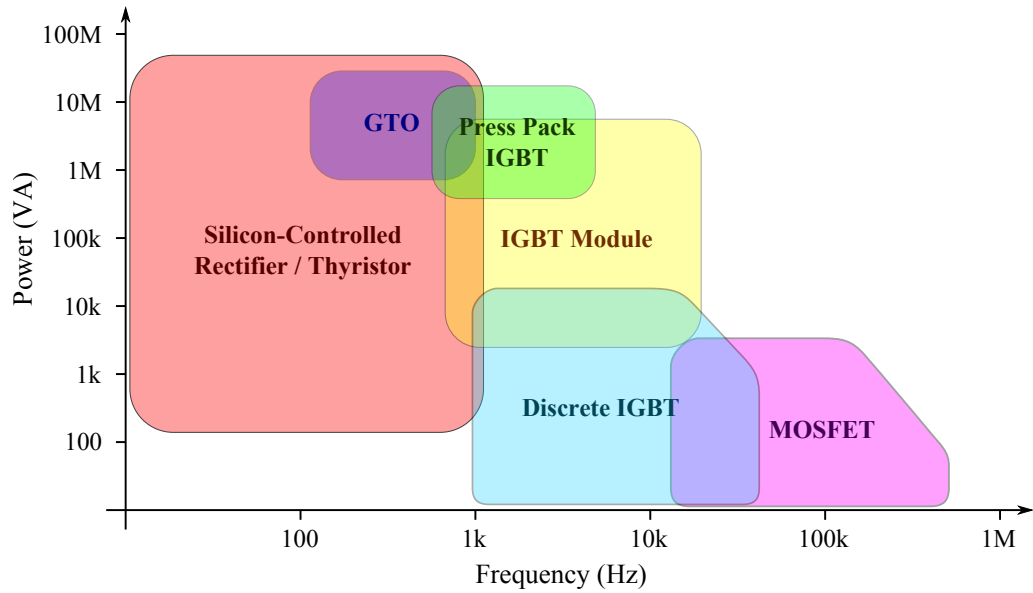 100M
10M
1M
100k
10k
1k
100
Power (VA)
GTO
Press Pack
IGBT
Silicon-Controlled
Rectifier / Thyristor
IGBT Module
Discrete IGBT
MOSFET
100
1k
10k
100k
1M
Frequency (Hz)